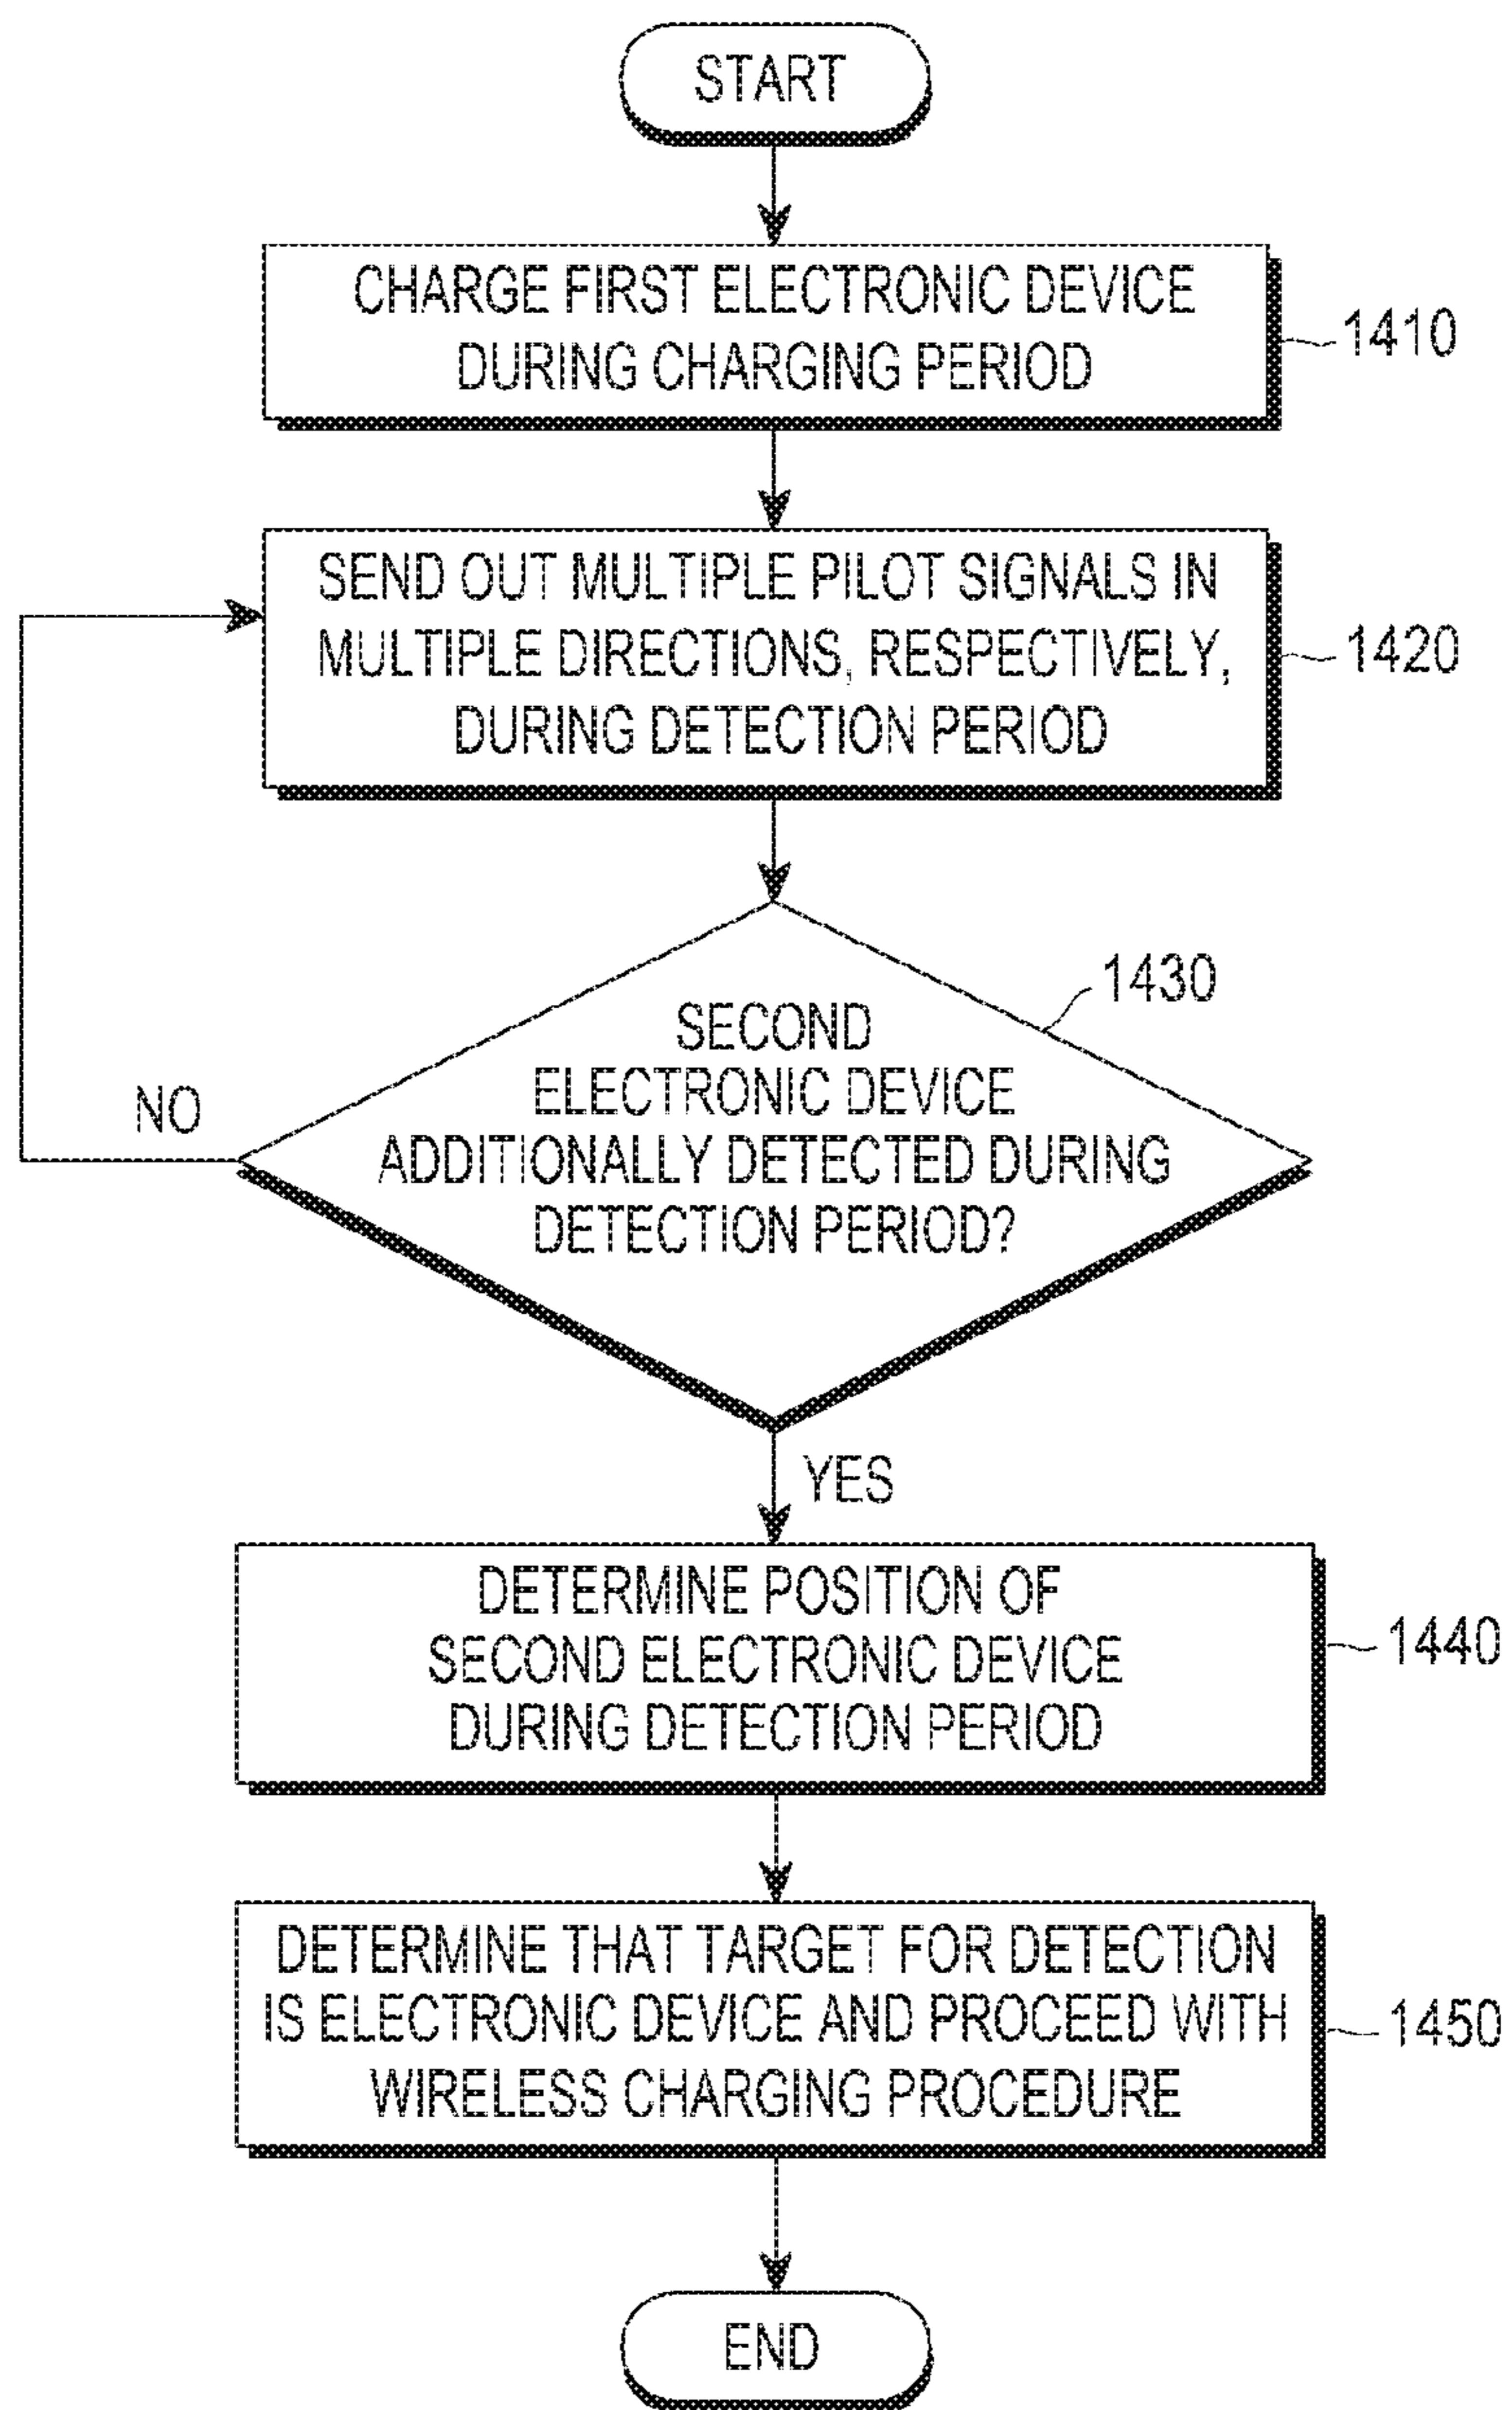 START
CHARGE FIRST ELECTRONIC DEVICE
DURING CHARGING PERIOD
1410
SEND OUT MULTIPLE PILOT SIGNALS IN
MULTIPLE DIRECTIONS, RESPECTIVELY,
DURING DETECTION PERIOD
1420
1430
SECOND
ELECTRONIC DEVICE
ADDITIONALLY DETECTED DURING
DETECTION PERIOD?
NO
YES
DETERMINE POSITION OF
SECOND ELECTRONIC DEVICE
DURING DETECTION PERIOD
1440
DETERMINE THAT TARGET FOR DETECTION
IS ELECTRONIC DEVICE AND PROCEED WITH
WIRELESS CHARGING PROCEDURE
1450
END